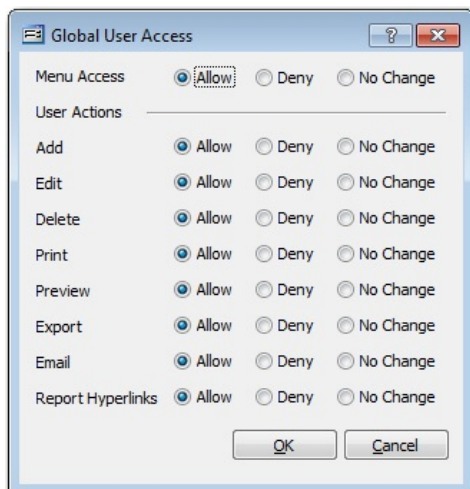 Global User Access
?
Menu Access Allow Deny No Change
User Actions
Add Allow Deny No Change
Edit Allow Deny No Change
Delete Allow Deny No Change
Print Allow Deny No Change
Preview Allow Deny No Change
Export Allow Deny No Change
Email Allow Deny No Change
Report Hyperlinks Allow Deny No Change
OK Cancel